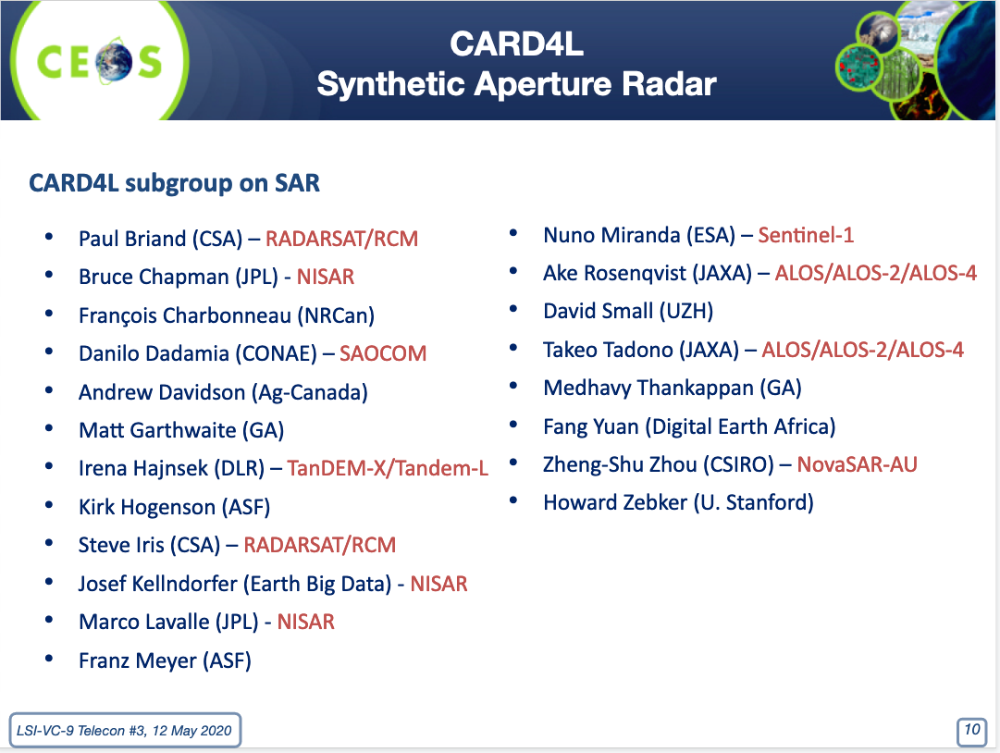 CEOS
CARD4L
Synthetic Aperture Radar
CARD4L subgroup on SAR
• Paul Briand (CSA) – RADARSAT/RCM
• Bruce Chapman (JPL) - NISAR
• François Charbonneau (NRCan)
• Danilo Dadamia (CONAE) – SAOCOM
• Andrew Davidson (Ag-Canada)
• Matt Garthwaite (GA)
• Irena Hajnsek (DLR) – TanDEM-X/Tandem-L
• Kirk Hogenson (ASF)
• Steve Iris (CSA) – RADARSAT/RCM
• Josef Kellndorfer (Earth Big Data) - NISAR
• Marco Lavalle (JPL) - NISAR
• Franz Meyer (ASF)
• Nuno Miranda (ESA) – Sentinel-1
• Ake Rosenqvist (JAXA) – ALOS/ALOS-2/ALOS-4
• David Small (UZH)
• Takeo Tadono (JAXA) – ALOS/ALOS-2/ALOS-4
• Medhavy Thankappan (GA)
• Fang Yuan (Digital Earth Africa)
• Zheng-Shu Zhou (CSIRO) – NovaSAR-AU
• Howard Zebker (U. Stanford)
LSI-VC-9 Telecon #3, 12 May 2020
10